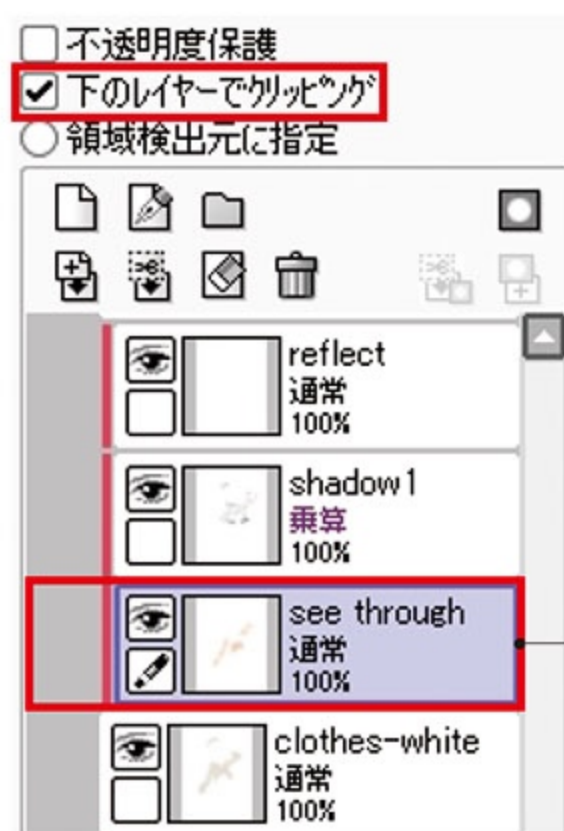 不透明度保護
下のレイヤーでクリッピング
領域検出元に指定
reflect
通常
100%
shadow1
乗算
100%
see through
通常
100%
clothes-white
通常
100%